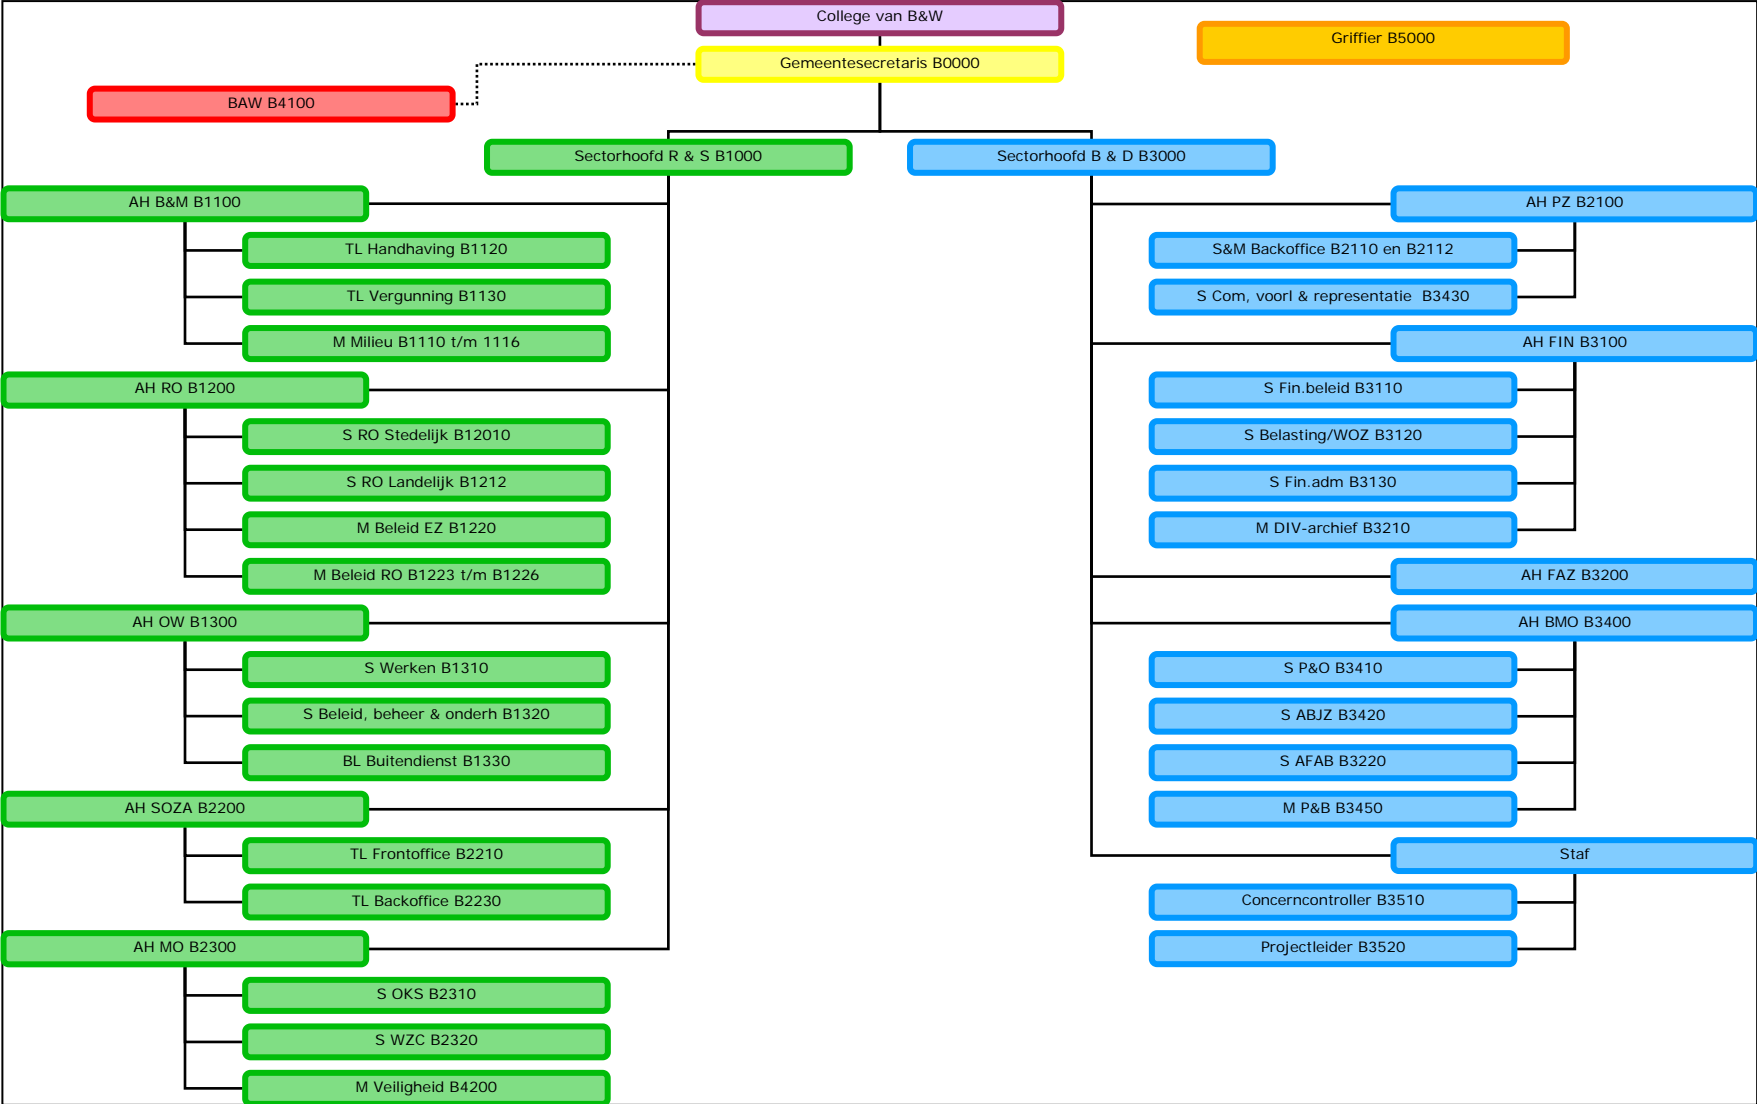 College van B&W
Griffier B5000
Gemeentesecretaris B0000
BAW B4100
Sectorhoofd R & S B1000
Sectorhoofd B & D B3000
AH B&M B1100
TL Handhaving B1120
TL Vergunning B1130
M Milieu B1110 t/m 1116
AH RO B1200
S RO Stedelijk B12010
S RO Landelijk B1212
M Beleid EZ B1220
M Beleid RO B1223 t/m B1226
AH OW B1300
S Werken B1310
S Beleid, beheer & onderh B1320
BL Buitendienst B1330
AH SOZA B2200
TL Frontoffice B2210
TL Backoffice B2230
AH MO B2300
S OKS B2310
S WZC B2320
M Veiligheid B4200
AH PZ B2100
S&M Backoffice B2110 en B2112
S Com, voorl & representatie  B3430
AH FIN B3100
S Fin.beleid B3110
S Belasting/WOZ B3120
S Fin.adm B3130
M DIV-archief B3210
AH FAZ B3200
AH BMO B3400
S P&O B3410
S ABJZ B3420
S AFAB B3220
M P&B B3450
Staf
Concerncontroller B3510
Projectleider B3520